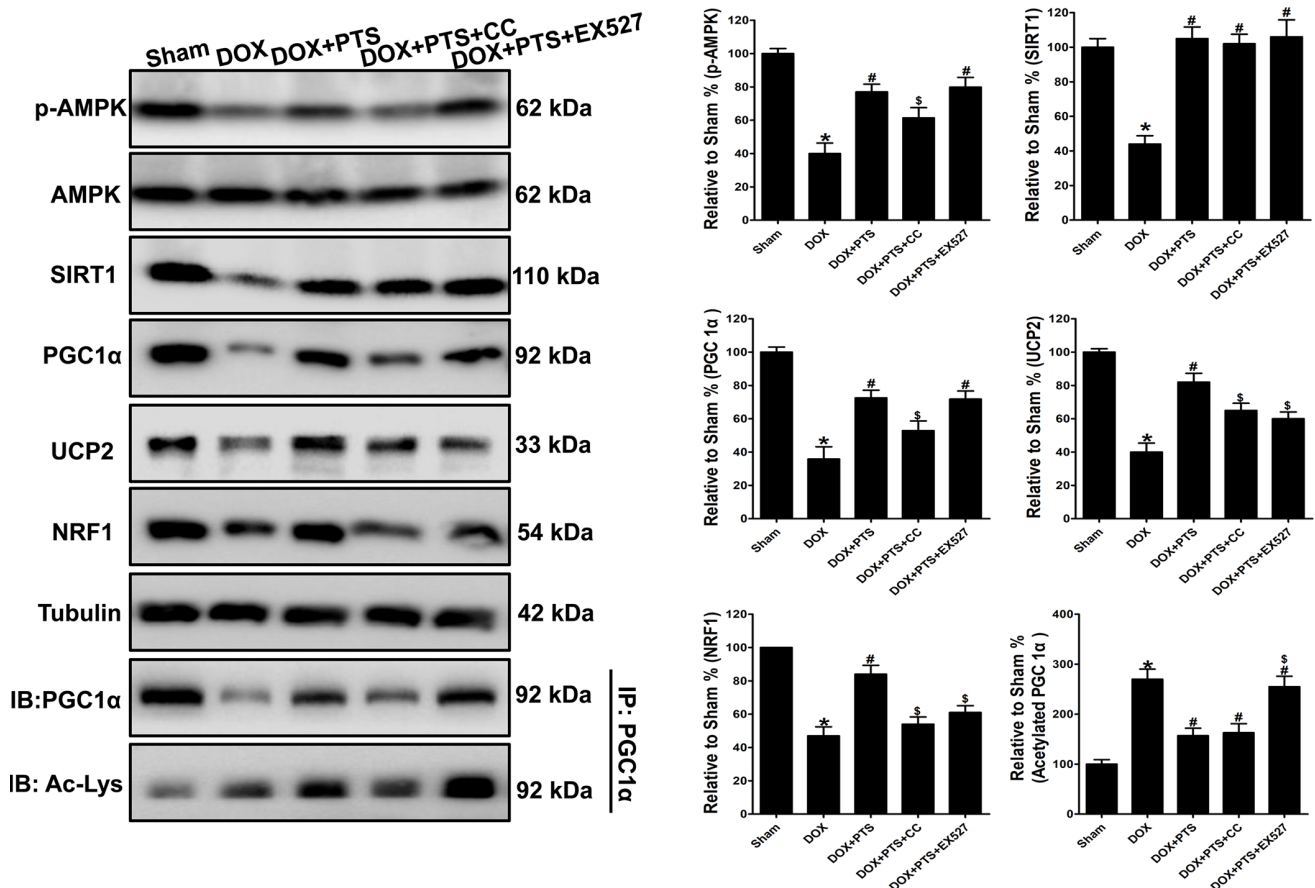 Sham DOX DOX+PTS DOX+PTS+CC DOX+PTS+EX527
p-AMPK 62 kDa
AMPK 62 kDa
SIRT1 110 kDa
PGC1α 92 kDa
UCP2 33 kDa
NRF1 54 kDa
Tubulin 42 kDa
IB:PGC1α 92 kDa
IB: Ac-Lys 92 kDa
IP: PGC1α
Relative to Sham % (p-AMPK)
120
100
80
60
40
20
0
* # $ #
Sham DOX DOX+PTS DOX+PTS+CC DOX+PTS+EX527
Relative to Sham % (SIRT1)
120
100
80
60
40
20
0
* # # #
Sham DOX DOX+PTS DOX+PTS+CC DOX+PTS+EX527
Relative to Sham % (PGC 1α)
120
100
80
60
40
20
0
* # $ #
Sham DOX DOX+PTS DOX+PTS+CC DOX+PTS+EX527
Relative to Sham % (UCP2)
120
100
80
60
40
20
0
* # $ $
Sham DOX DOX+PTS DOX+PTS+CC DOX+PTS+EX527
Relative to Sham % (NRF1)
120
100
80
60
40
20
0
* # $ $
Sham DOX DOX+PTS DOX+PTS+CC DOX+PTS+EX527
Relative to Sham %
(Acetylated PGC 1α )
400
300
200
100
0
* # # $ #
Sham DOX DOX+PTS DOX+PTS+CC DOX+PTS+EX527